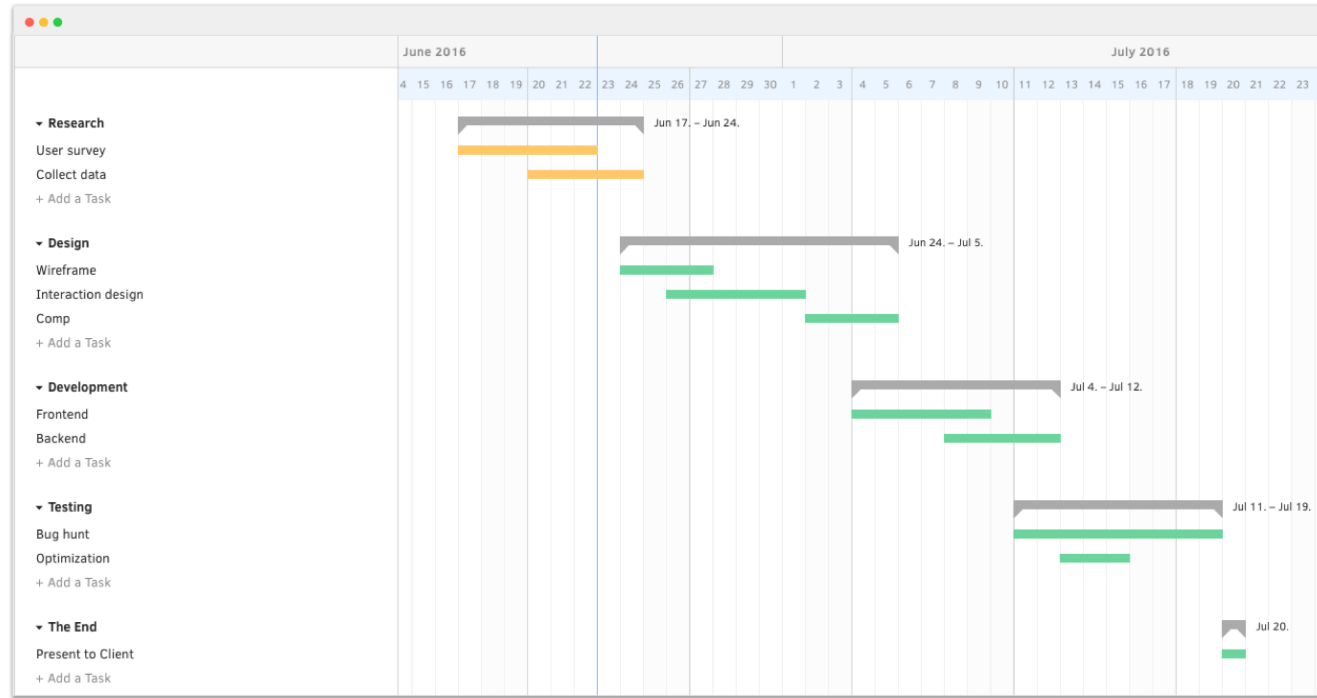 June 2016 July 2016
4 15 16 17 18 19 20 21 22 23 24 25 26 27 28 29 30 1 2 3 4 5 6 7 8 9 10 11 12 13 14 15 16 17 18 19 20 21 22 23
Research Jun 17. – Jun 24.
User survey
Collect data
+ Add a Task
Design Jun 24. – Jul 5.
Wireframe
Interaction design
Comp
+ Add a Task
Development Jul 4. – Jul 12.
Frontend
Backend
+ Add a Task
Testing Jul 11. – Jul 19.
Bug hunt
Optimization
+ Add a Task
The End Jul 20.
Present to Client
+ Add a Task